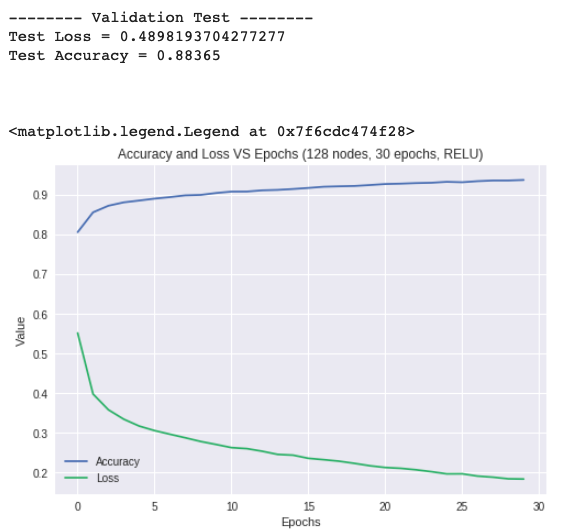 -------- Validation Test --------
Test Loss = 0.4898193704277277
Test Accuracy = 0.88365
<matplotlib.legend.Legend at 0x7f6cdc474f28>
Accuracy and Loss VS Epochs (128 nodes, 30 epochs, RELU)
0.9
0.8
0.7
0.6
0.5
0.4
0.3
0.2
Value
Accuracy
Loss
0 5 10 15 20 25 30
Epochs